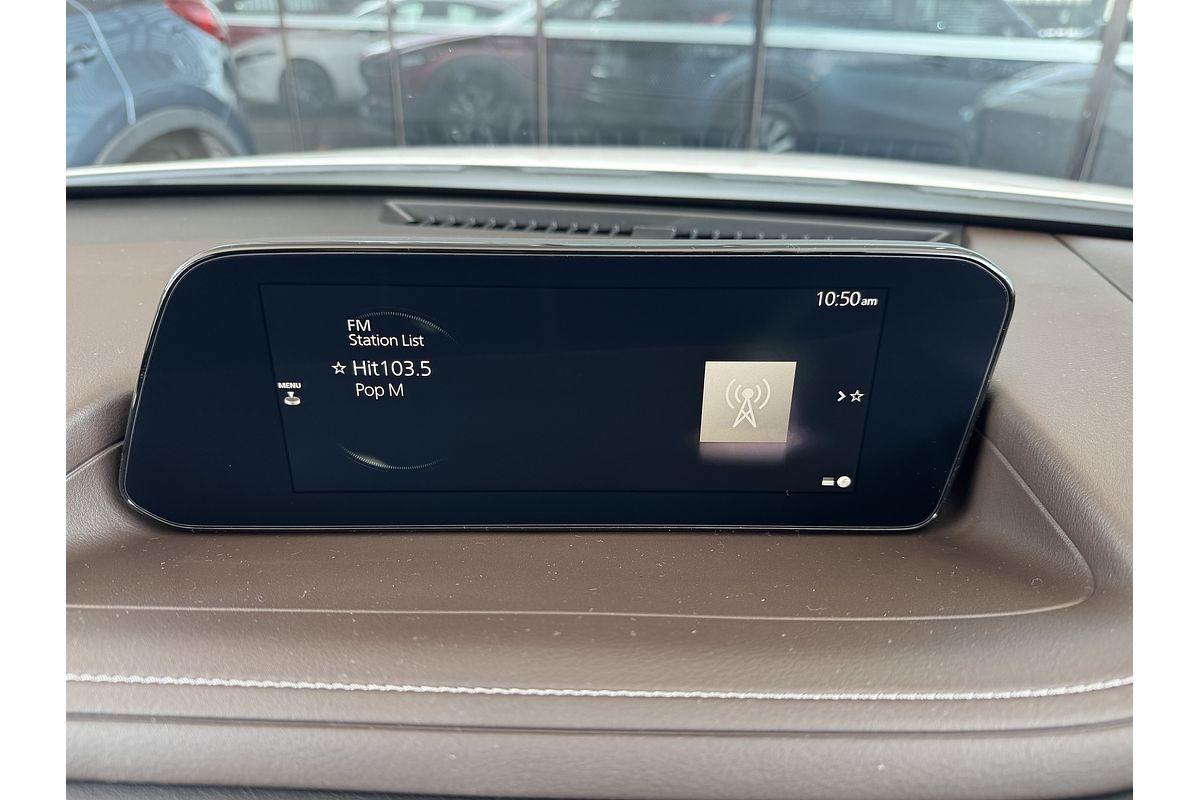 10:50am
FM
Station List
☆ Hit103.5
Pop M
MENU